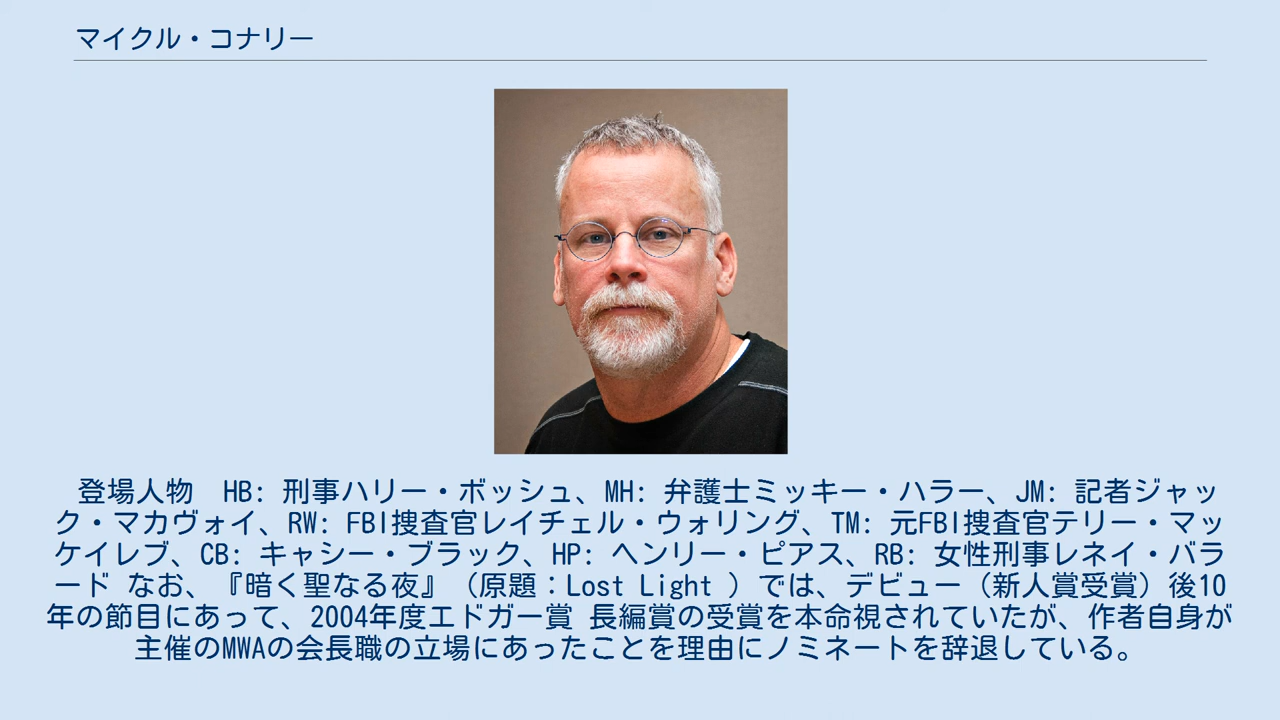 マイクル・コナリー
登場人物　HB: 刑事ハリー・ボッシュ、MH: 弁護士ミッキー・ハラー、JM: 記者ジャッ
ク・マカヴォイ、RW: FBI捜査官レイチェル・ウォリング、TM: 元FBI捜査官テリー・マッ
ケイレブ、CB: キャシー・ブラック、HP: ヘンリー・ピアス、RB: 女性刑事レネイ・バラ
ード なお、『暗く聖なる夜』（原題：Lost Light ）では、デビュー（新人賞受賞）後10
年の節目にあって、2004年度エドガー賞 長編賞の受賞を本命視されていたが、作者自身が
主催のMWAの会長職の立場にあったことを理由にノミネートを辞退している。